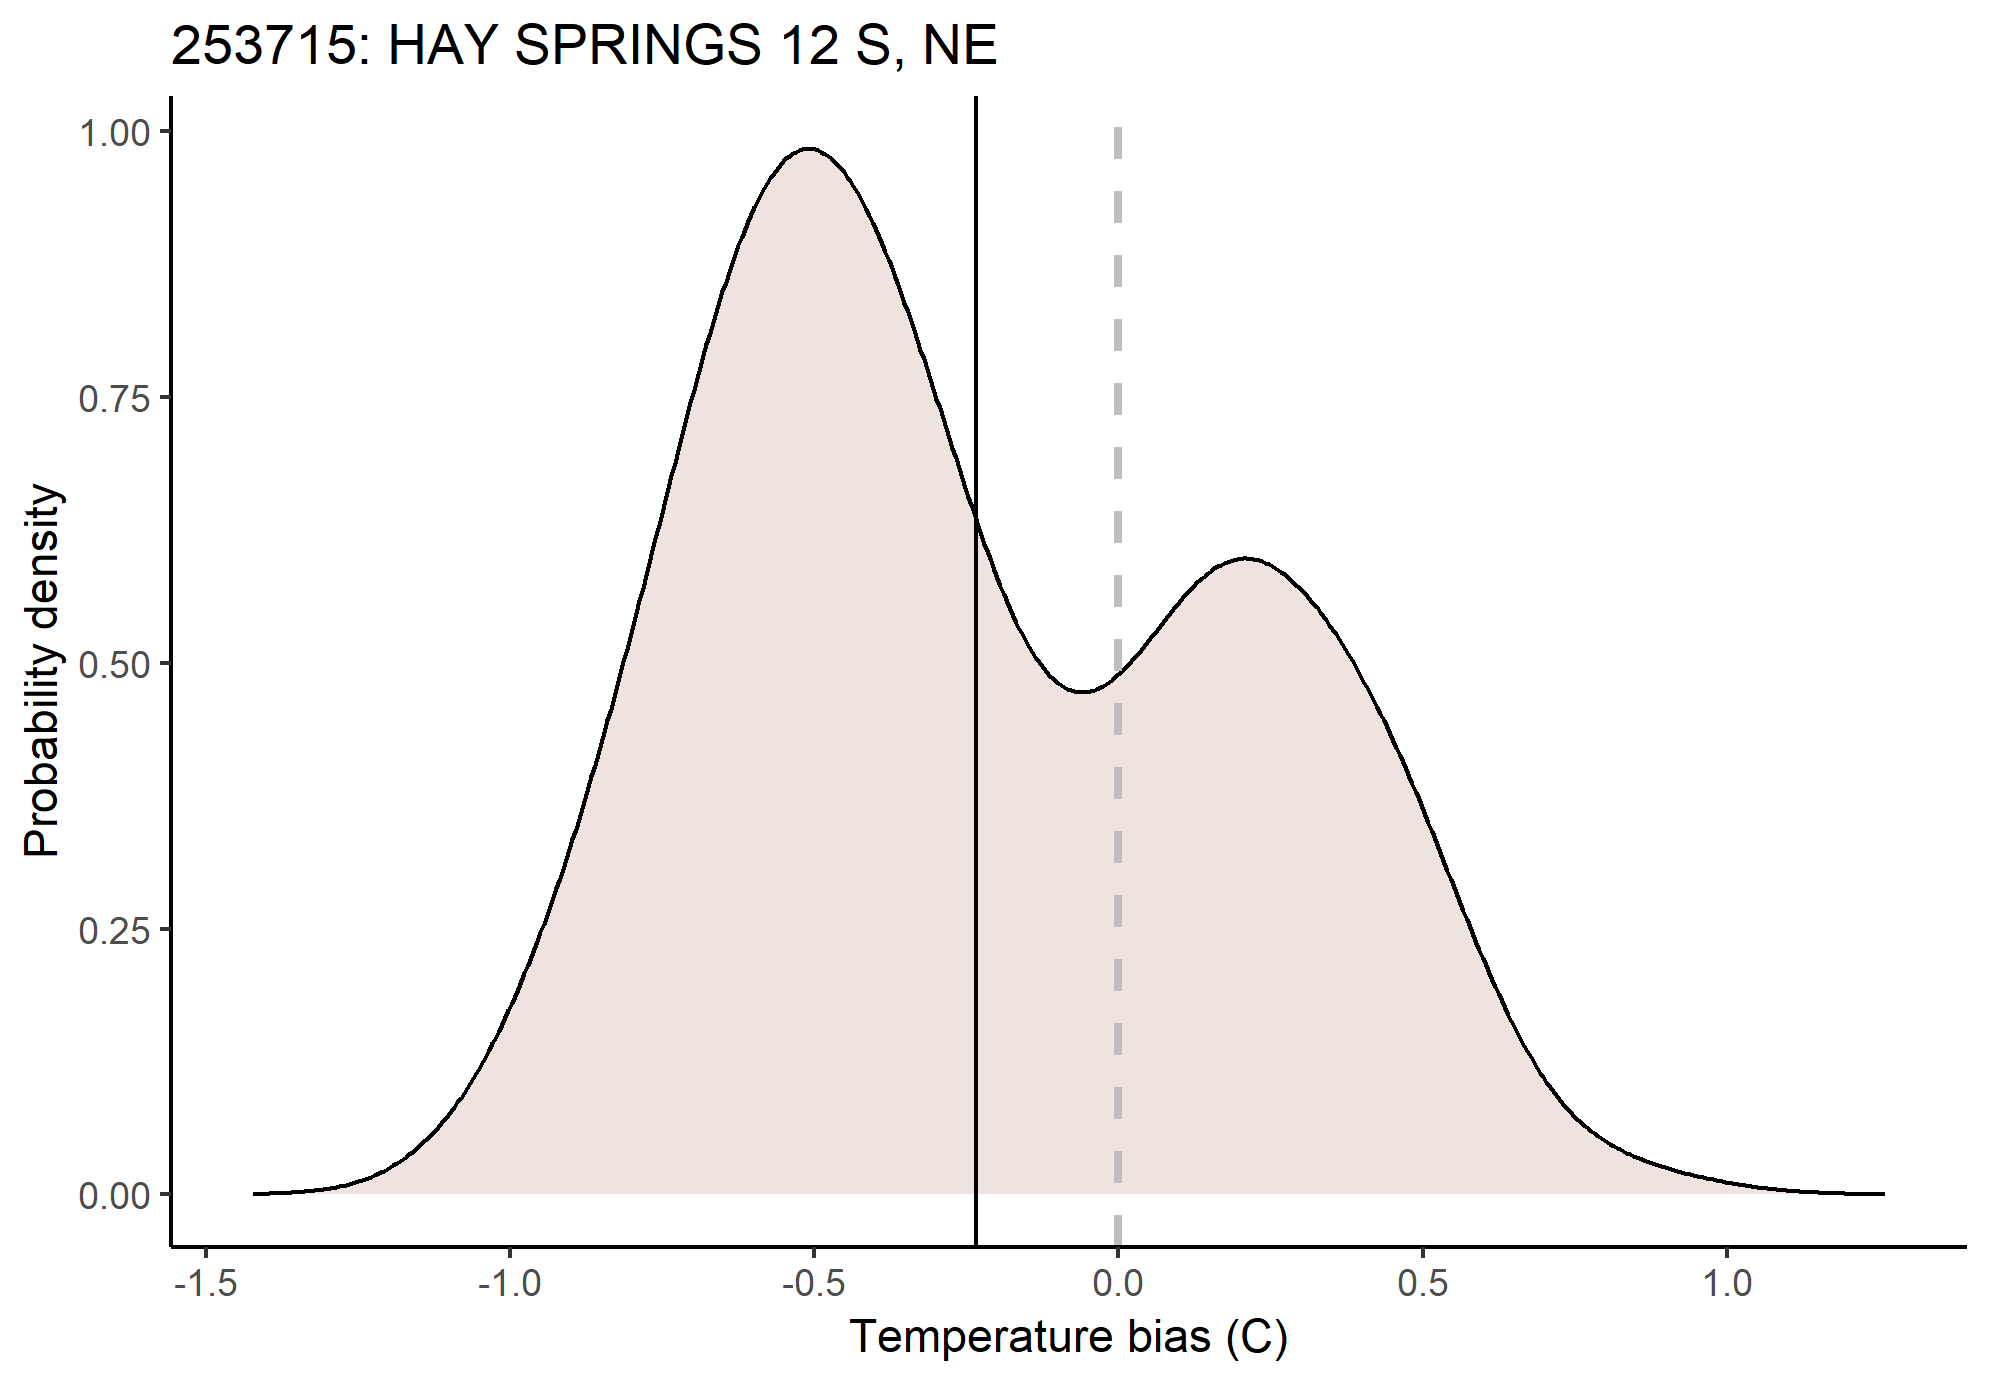 253715: HAY SPRINGS 12 S, NE
1.00
0.75
0.50
0.25
0.00
Probability density
-1.5 -1.0 -0.5 0.0 0.5 1.0
Temperature bias (C)